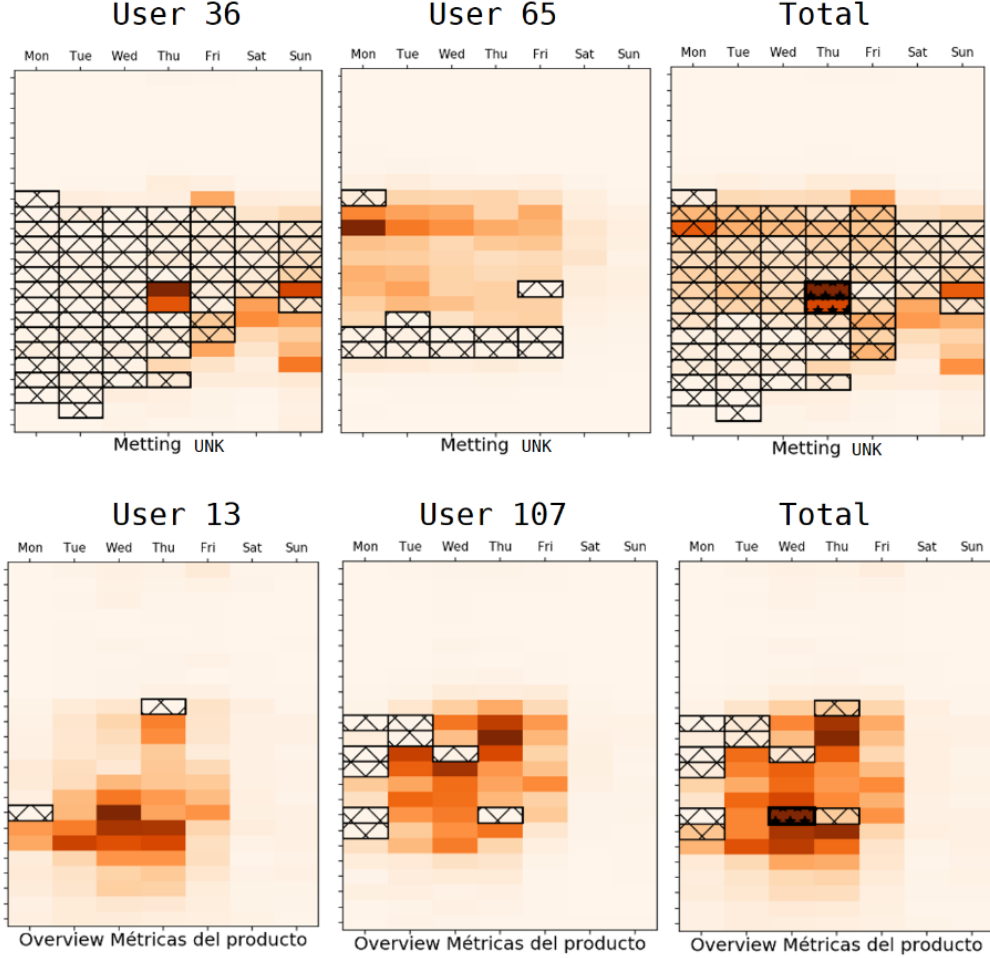 User 36
User 65
Total
Mon Tue Wed Thu Fri Sat Sun
Mon Tue Wed Thu Fri Sat Sun
Mon Tue Wed Thu Fri Sat Sun
Metting UNK
Metting UNK
Metting UNK
User 13
User 107
Total
Mon Tue Wed Thu Fri Sat Sun
Mon Tue Wed Thu Fri Sat Sun
Mon Tue Wed Thu Fri Sat Sun
Overview Métricas del producto
Overview Métricas del producto
Overview Métricas del producto